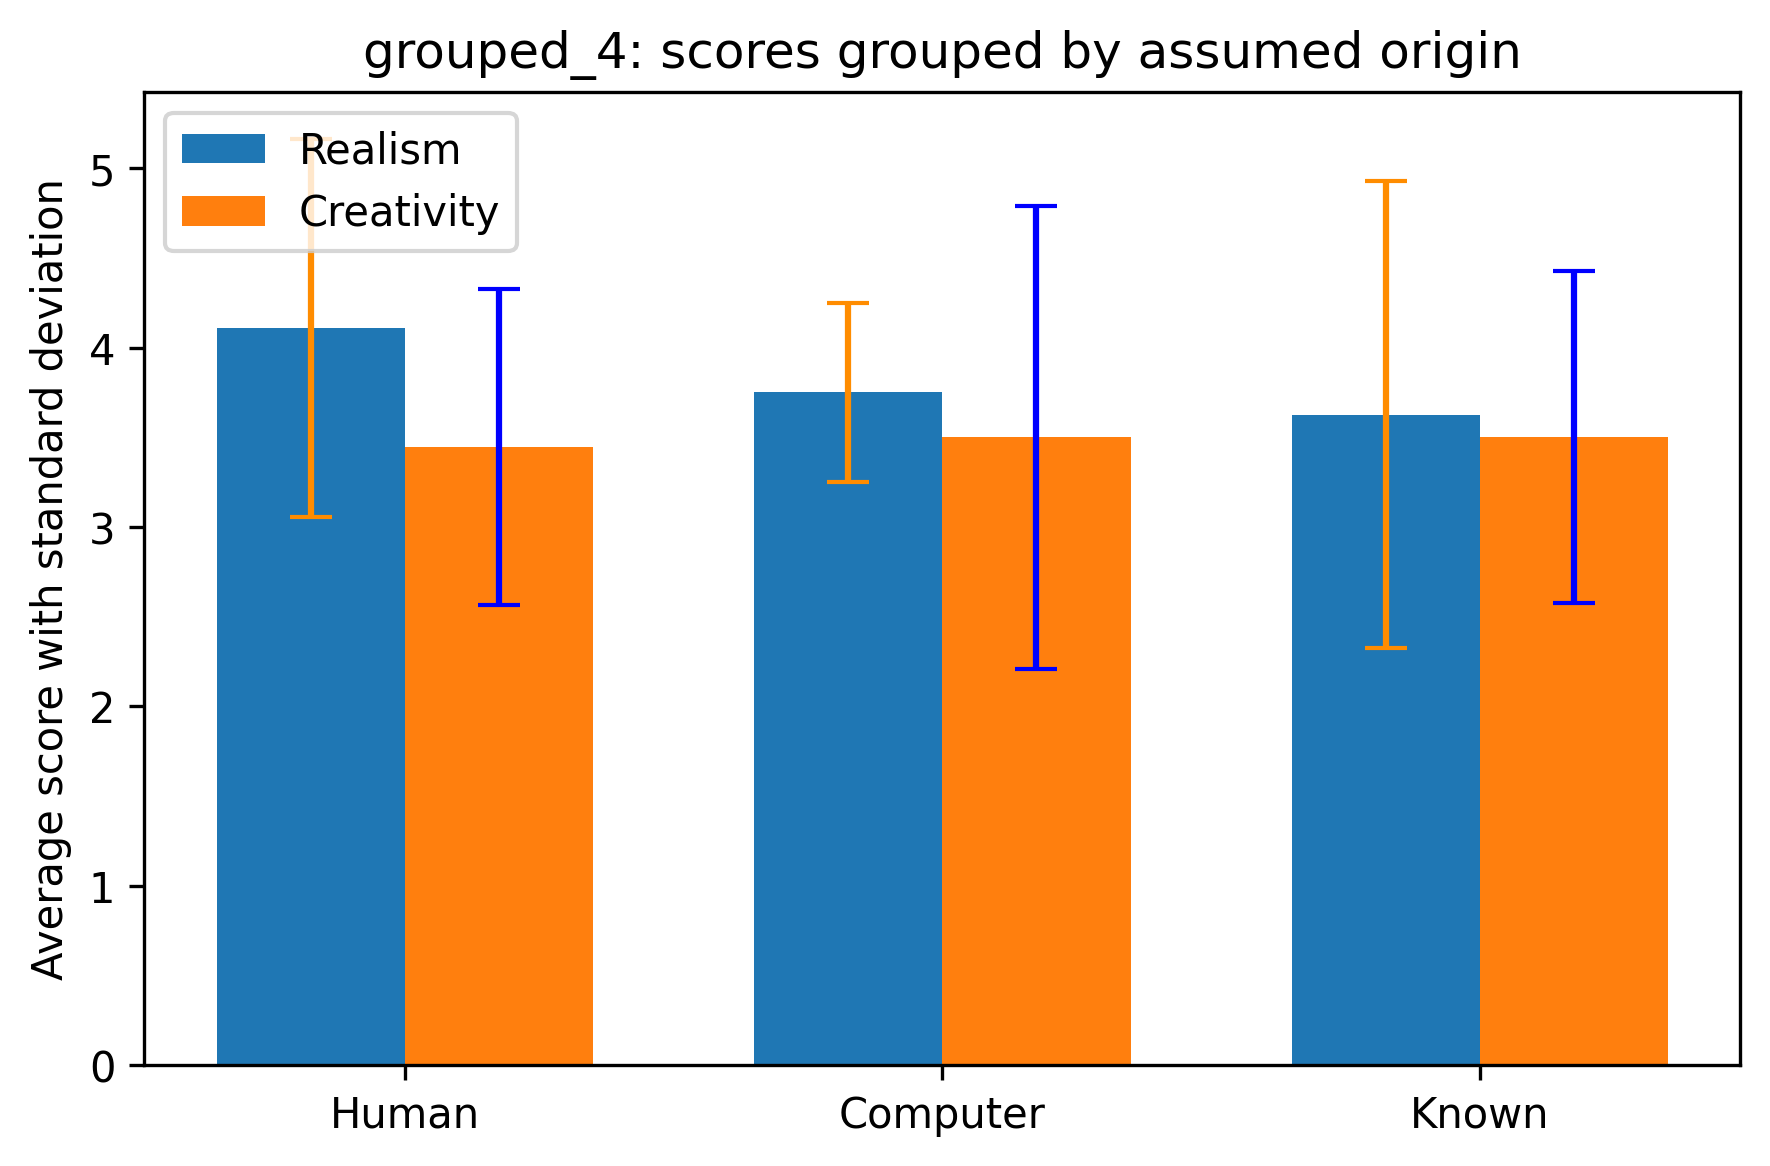 grouped_4: scores grouped by assumed origin
Realism
Creativity
Average score with standard deviation
5
4
3
2
1
0
Human
Computer
Known